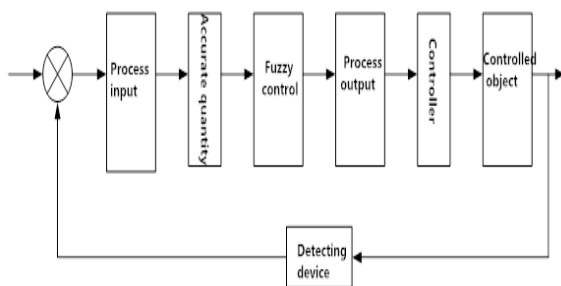 Process
input
Accurate quantity
Fuzzy
control
Process
output
Controller
Controlled
object
Detecting
device